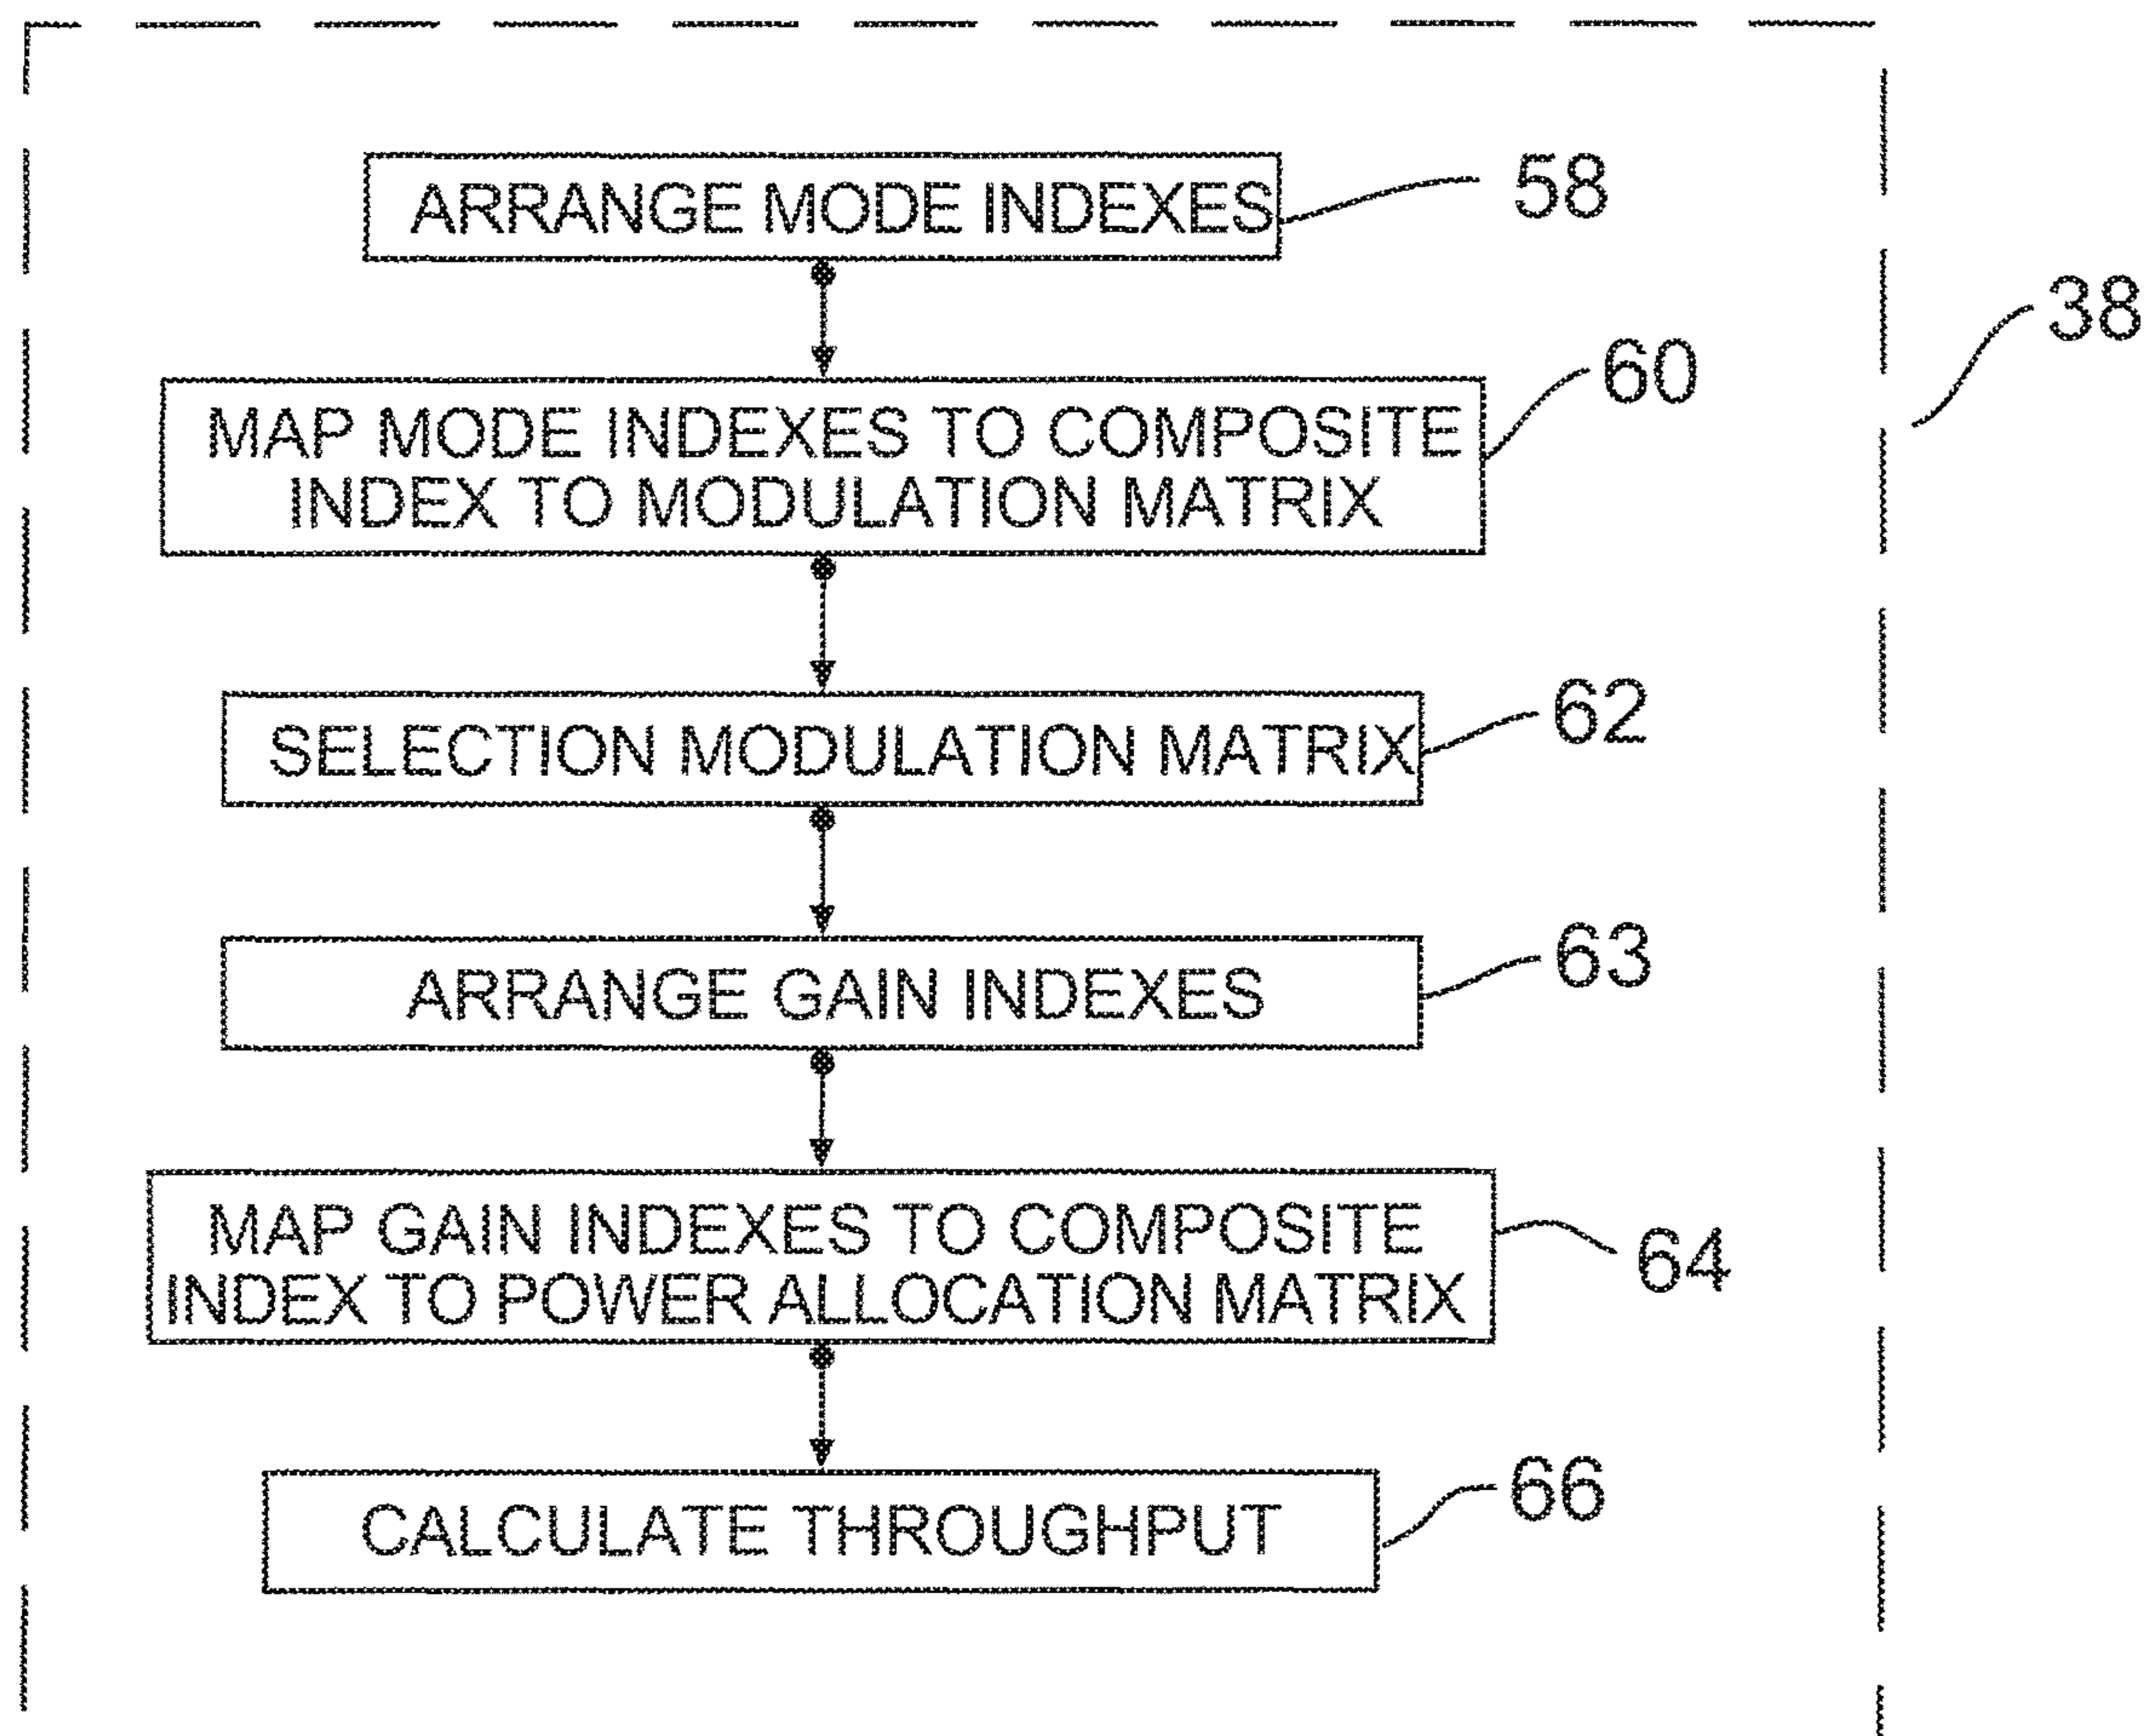 ARRANGE MODE INDEXES
58
38
60
MAP MODE INDEXES TO COMPOSITE
INDEX TO MODULATION MATRIX
62
SELECTION MODULATION MATRIX
63
ARRANGE GAIN INDEXES
MAP GAIN INDEXES TO COMPOSITE
INDEX TO POWER ALLOCATION MATRIX
64
66
CALCULATE THROUGHPUT